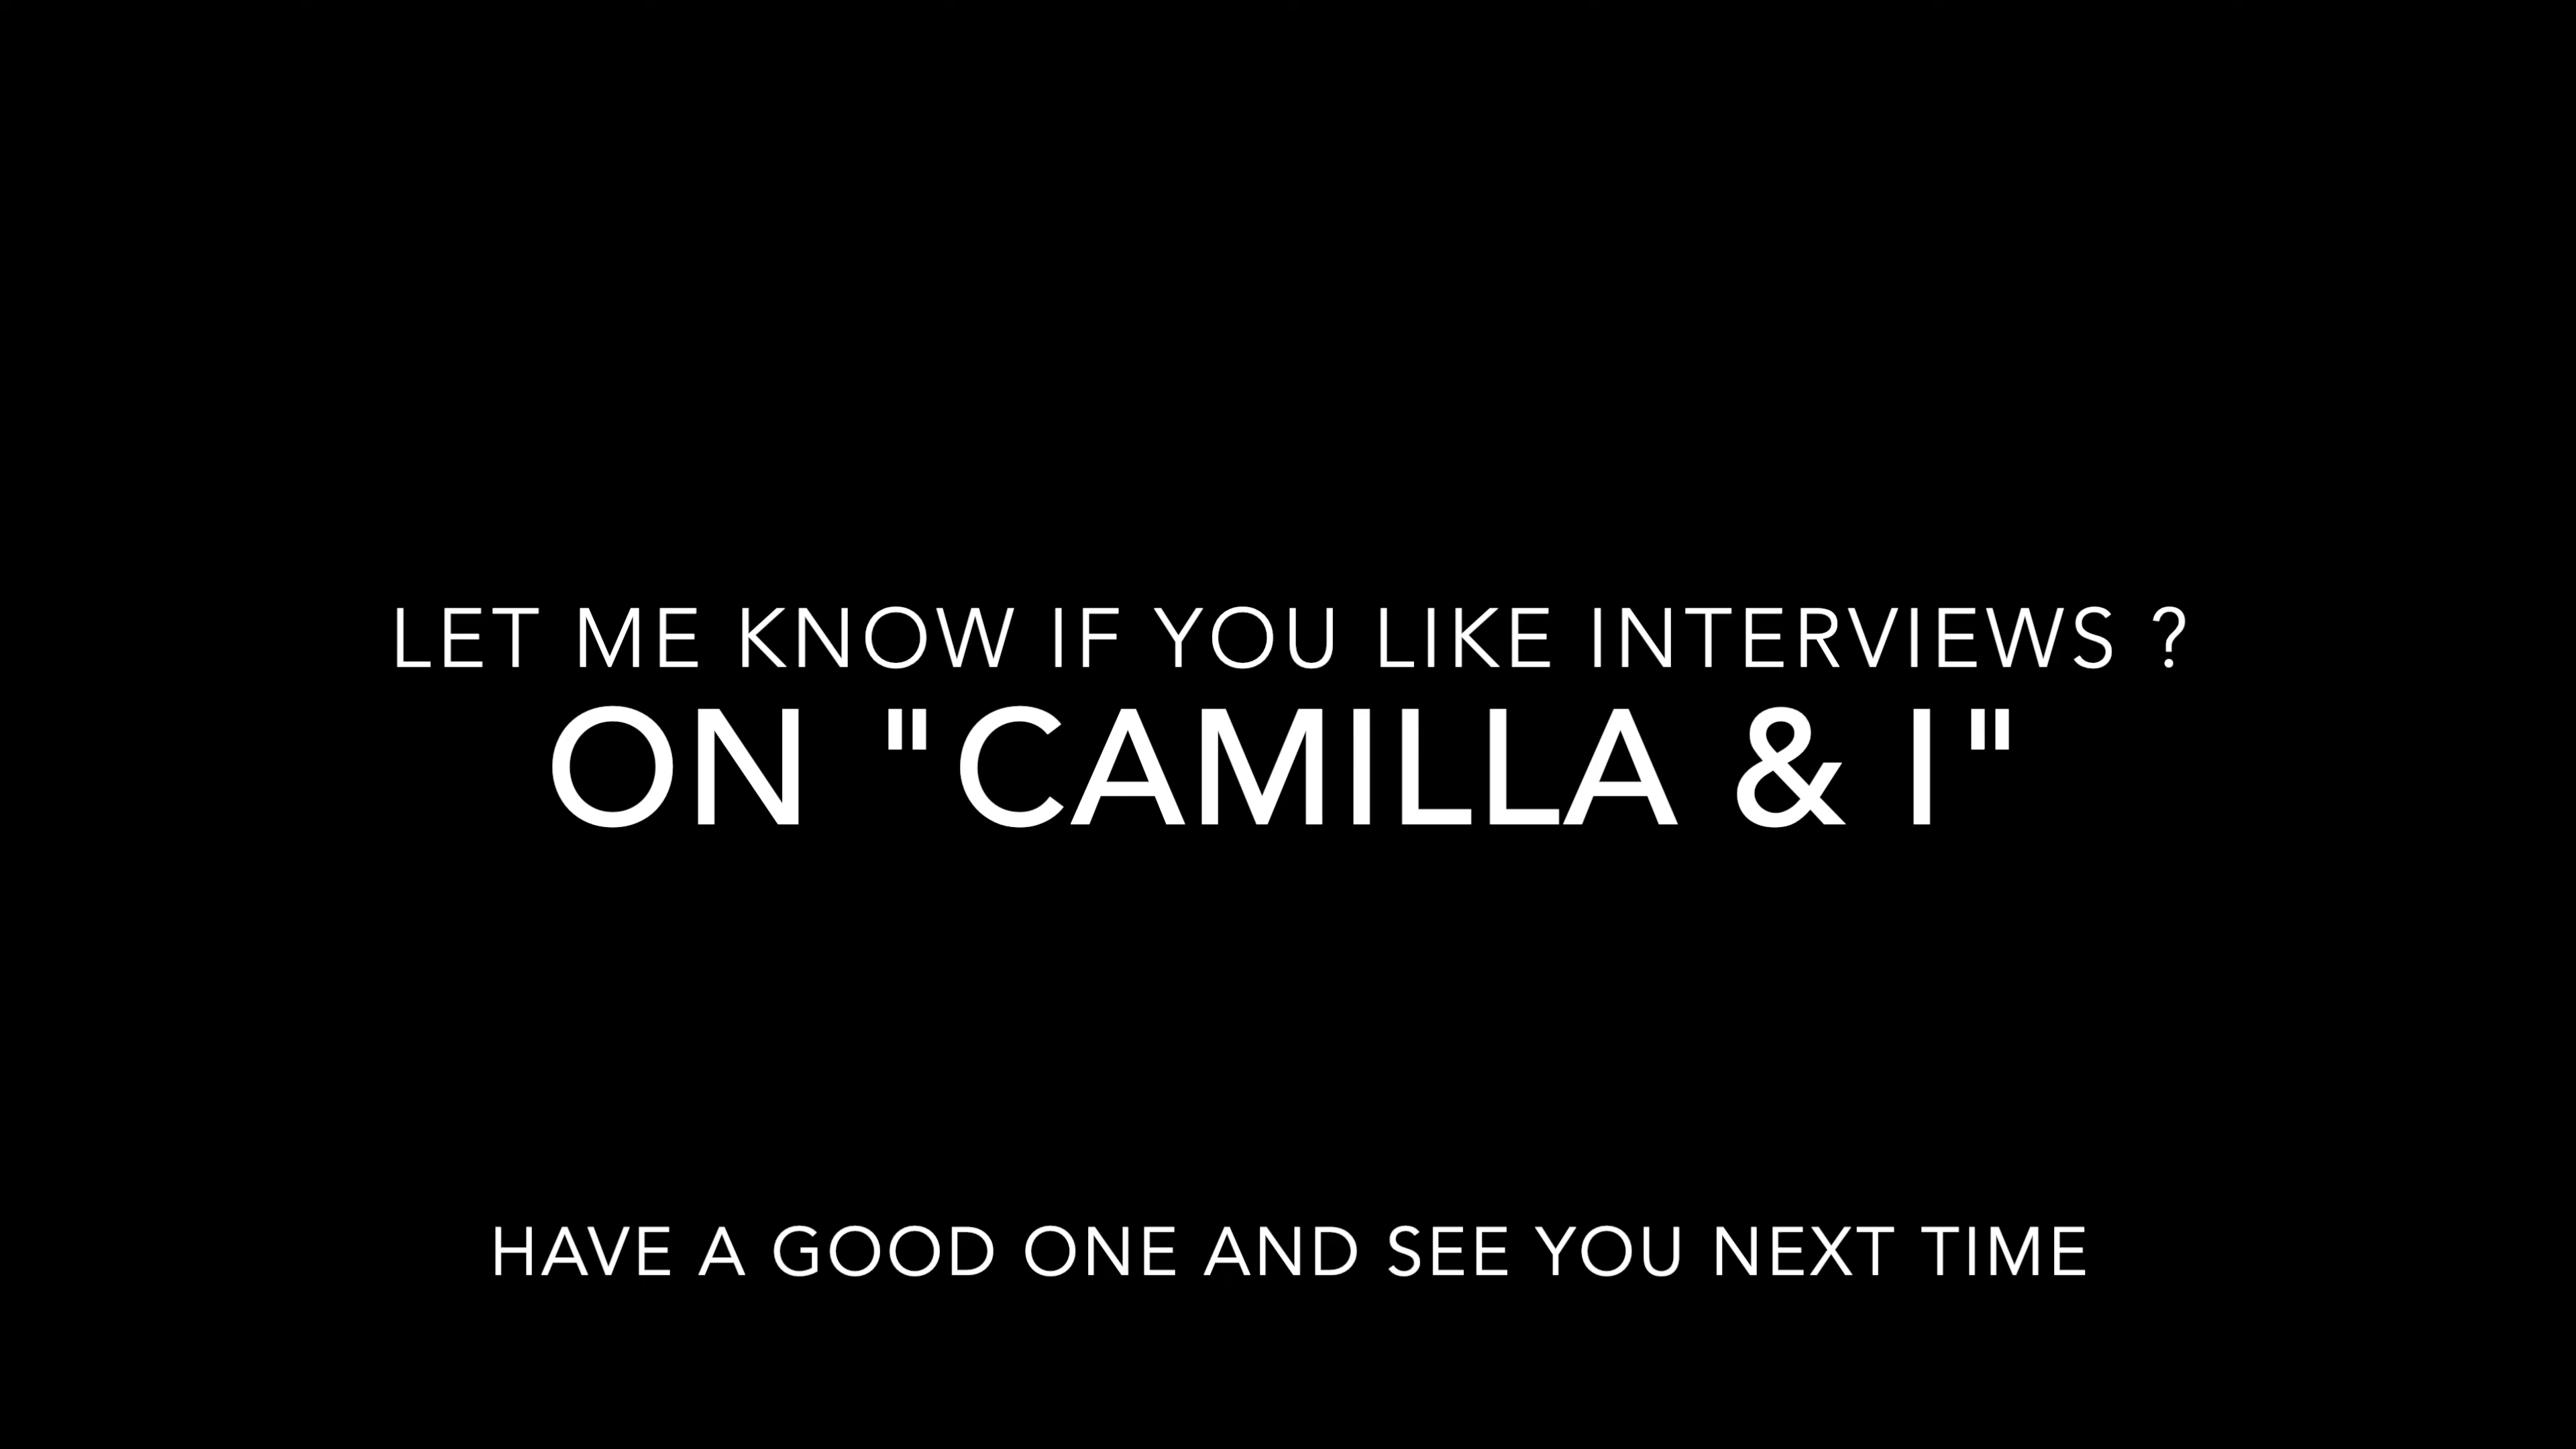 LET ME KNOW IF YOU LIKE INTERVIEWS ?
ON "CAMILLA & I"
HAVE A GOOD ONE AND SEE YOU NEXT TIME